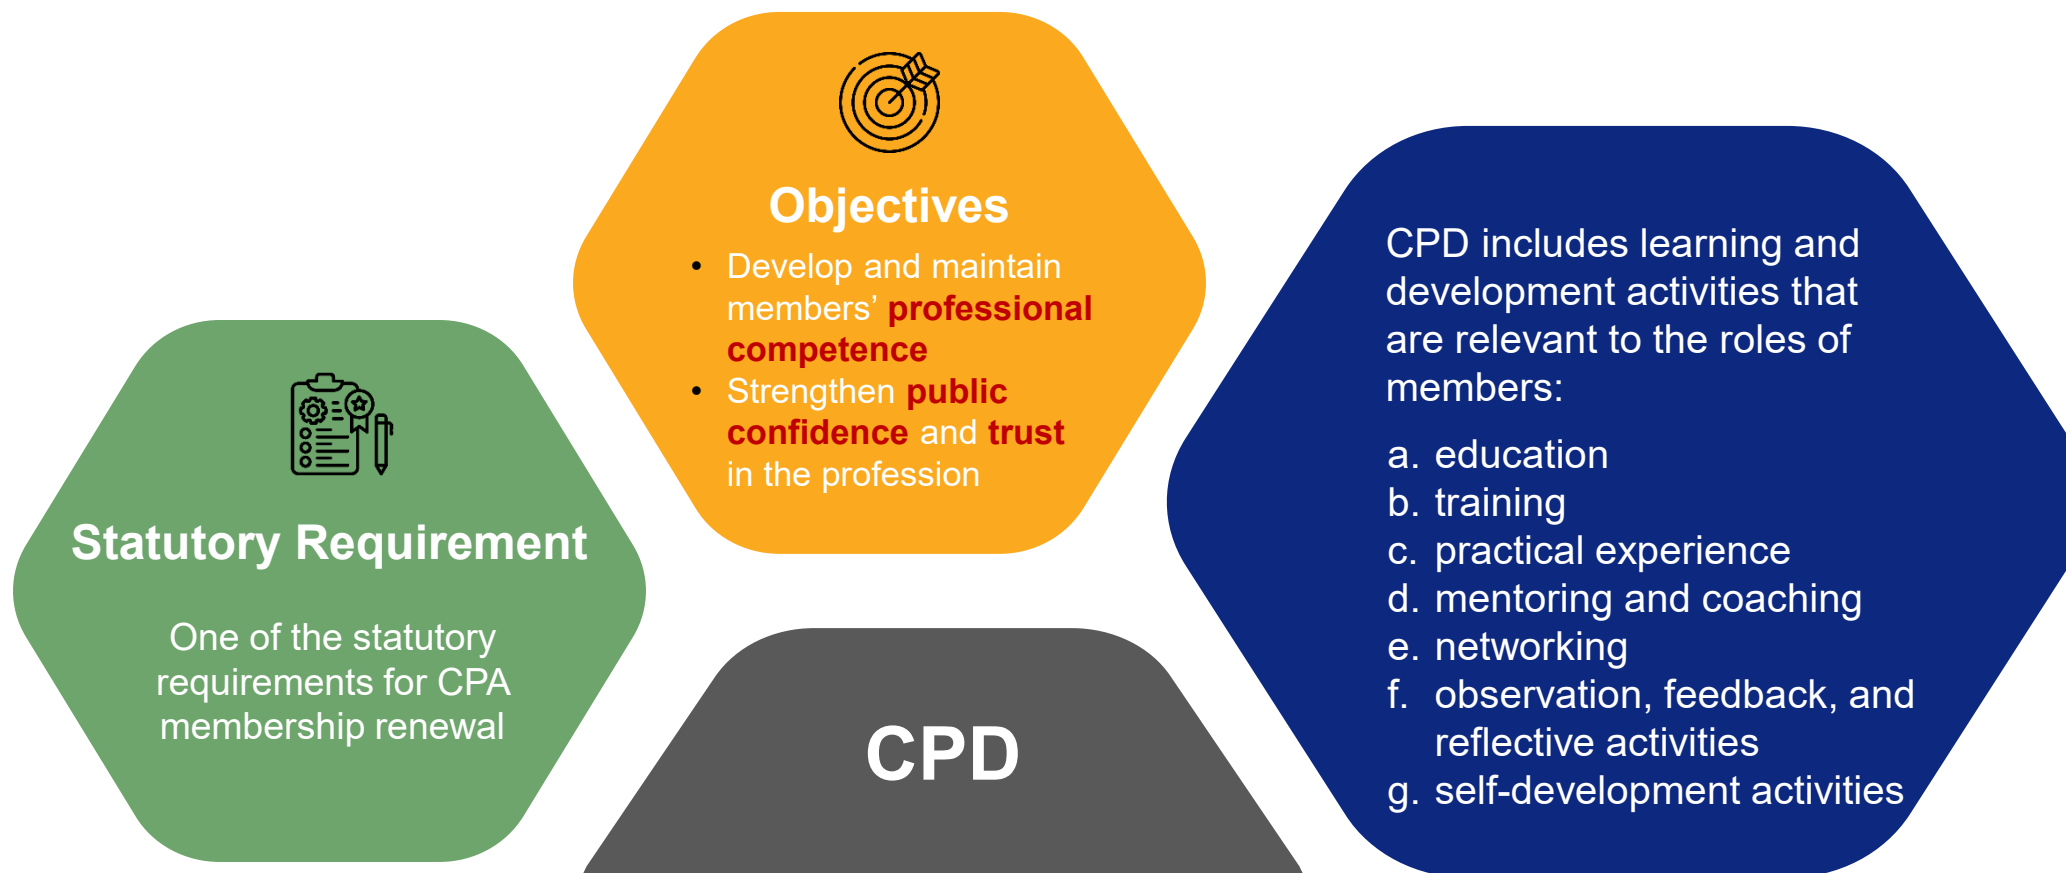 Objectives
• Develop and maintain
members’ professional
competence
• Strengthen public
confidence and trust
in the profession
Statutory Requirement
One of the statutory
requirements for CPA
membership renewal
CPD
CPD includes learning and
development activities that
are relevant to the roles of
members:
a. education
b. training
c. practical experience
d. mentoring and coaching
e. networking
f. observation, feedback, and
reflective activities
g. self-development activities